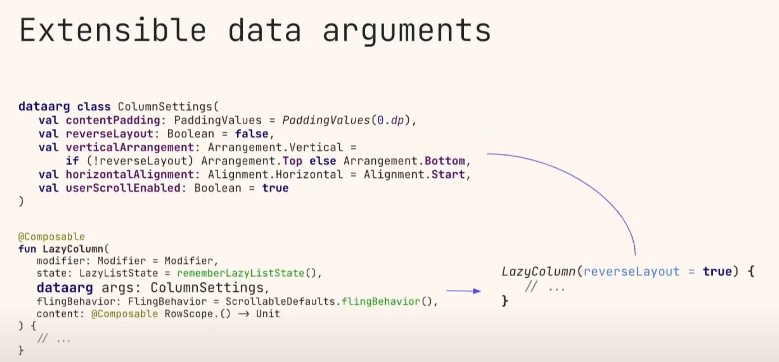 Extensible data arguments
dataarg class ColumnSettings(
    val contentPadding: PaddingValues = PaddingValues(0.dp),
    val reverseLayout: Boolean = false,
    val verticalArrangement: Arrangement.Vertical =
        if (!reverseLayout) Arrangement.Top else Arrangement.Bottom,
    val horizontalAlignment: Alignment.Horizontal = Alignment.Start,
    val userScrollEnabled: Boolean = true
)
@Composable
fun LazyColumn(
    modifier: Modifier = Modifier,
    state: LazyListState = rememberLazyListState(),
    dataarg args: ColumnSettings,
    flingBehavior: FlingBehavior = ScrollableDefaults.flingBehavior(),
    content: @Composable RowScope.() → Unit
) {
    // ...
}
LazyColumn(reverseLayout = true) {
    // ...
}